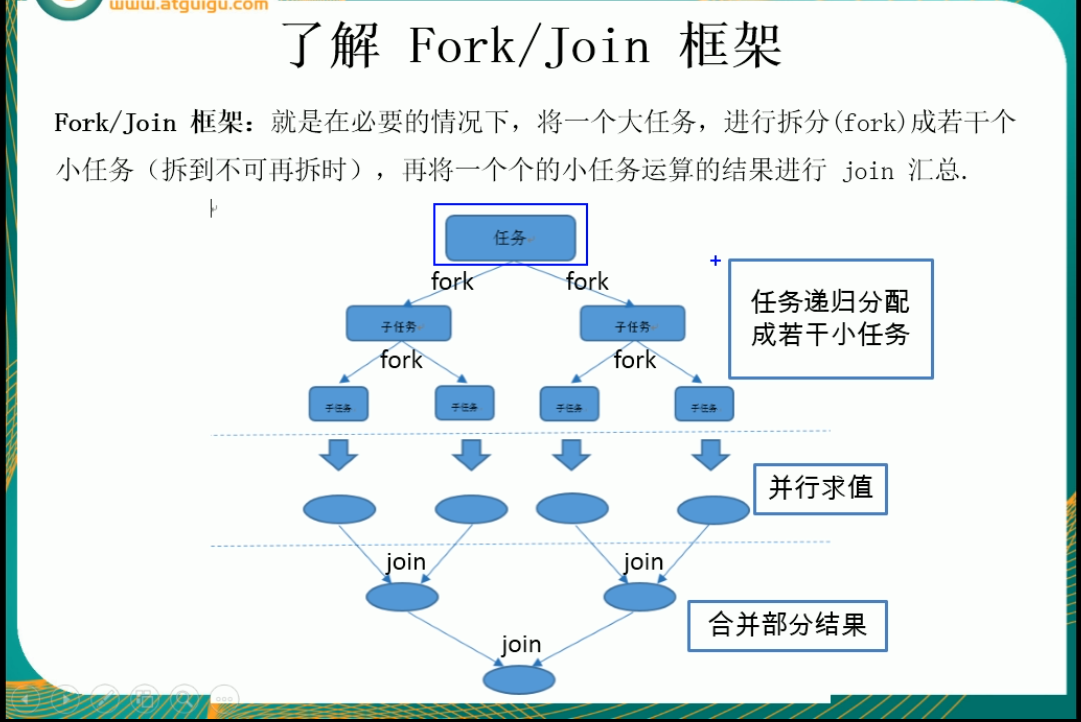 www.atguigu.com
了解 Fork/Join 框架
Fork/Join 框架：就是在必要的情况下，将一个大任务，进行拆分(fork)成若干个
小任务（拆到不可再拆时），再将一个个的小任务运算的结果进行 join 汇总.
任务
fork
fork
任务递归分配
成若干小任务
子任务
子任务
fork
fork
子任务
子任务
子任务
子任务
并行求值
join
join
合并部分结果
join